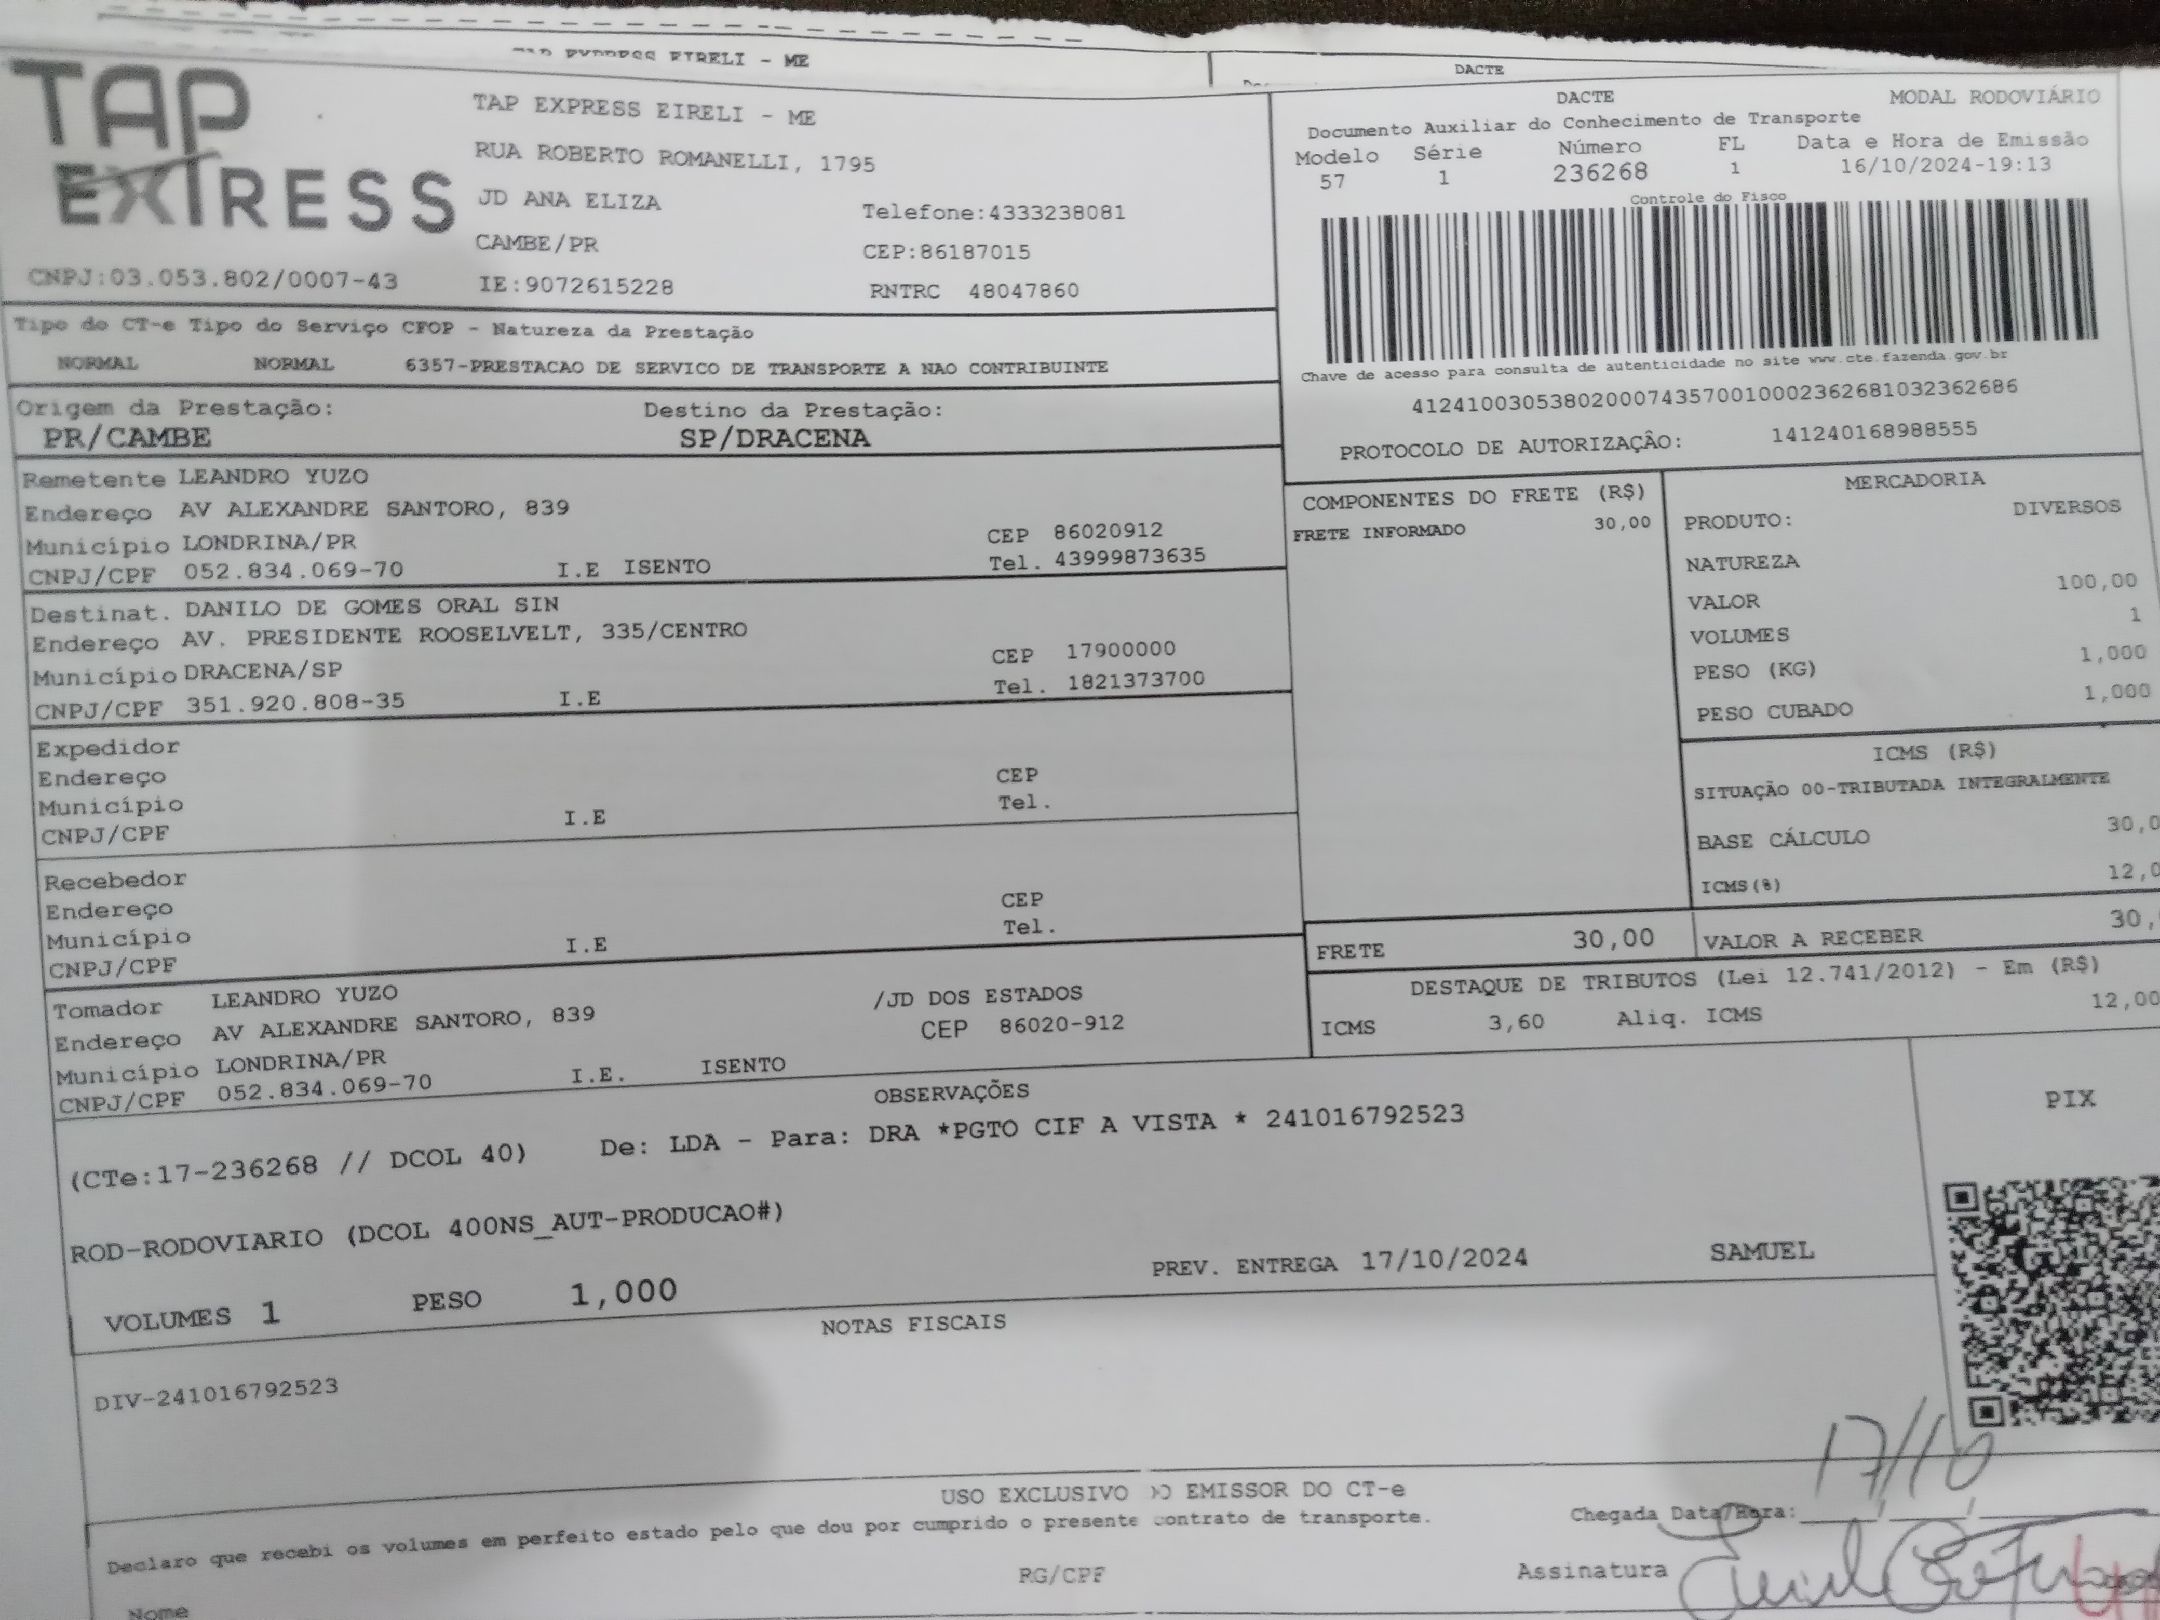 EXPRESS EIRELI - ME
DACTE
TAP EXPRESS
TAP EXPRESS EIRELI - ME
RUA ROBERTO ROMANELLI, 1795
JD ANA ELIZA
Telefone:4333238081
CAMBE/PR
CEP:86187015
CNPJ:03.053.802/0007-43
IE:9072615228
RNTRC 48047860
DACTE MODAL RODOVIÁRIO
Documento Auxiliar do Conhecimento de Transporte
Modelo Série Número FL Data e Hora de Emissão
57 1 236268 1 16/10/2024-19:13
Controle do Fisco
Chave de acesso para consulta de autenticidade no site www.cte.fazenda.gov.br
41241003053802000743570010002362681032362686
PROTOCOLO DE AUTORIZAÇÃO: 141240168988555
Tipo do CT-e Tipo do Serviço CFOP - Natureza da Prestação
NORMAL NORMAL 6357-PRESTACAO DE SERVICO DE TRANSPORTE A NAO CONTRIBUINTE
Origem da Prestação: Destino da Prestação:
PR/CAMBE SP/DRACENA
Remetente LEANDRO YUZO
Endereço AV ALEXANDRE SANTORO, 839
Município LONDRINA/PR CEP 86020912
CNPJ/CPF 052.834.069-70 I.E ISENTO Tel. 43999873635
Destinat. DANILO DE GOMES ORAL SIN
Endereço AV. PRESIDENTE ROOSELVELT, 335/CENTRO
Município DRACENA/SP CEP 17900000
CNPJ/CPF 351.920.808-35 I.E Tel. 1821373700
Expedidor
Endereço CEP
Município Tel.
CNPJ/CPF I.E
Recebedor
Endereço CEP
Município Tel.
CNPJ/CPF I.E
Tomador LEANDRO YUZO /JD DOS ESTADOS
Endereço AV ALEXANDRE SANTORO, 839 CEP 86020-912
Município LONDRINA/PR
CNPJ/CPF 052.834.069-70 I.E. ISENTO
COMPONENTES DO FRETE (R$)
FRETE INFORMADO 30,00
MERCADORIA
PRODUTO: DIVERSOS
NATUREZA
VALOR 100,00
VOLUMES 1
PESO (KG) 1,000
PESO CUBADO 1,000
ICMS (R$)
SITUAÇÃO 00-TRIBUTADA INTEGRALMENTE
BASE CÁLCULO 30,0
ICMS(%) 12,0
FRETE 30,00 VALOR A RECEBER 30,
DESTAQUE DE TRIBUTOS (Lei 12.741/2012) - Em (R$)
ICMS 3,60 Aliq. ICMS 12,00
OBSERVAÇÕES
(CTe:17-236268 // DCOL 40) De: LDA - Para: DRA *PGTO CIF A VISTA * 241016792523
ROD-RODOVIARIO (DCOL 400NS_AUT-PRODUCAO#)
VOLUMES 1 PESO 1,000 PREV. ENTREGA 17/10/2024 SAMUEL
PIX
NOTAS FISCAIS
DIV-241016792523
17/10
USO EXCLUSIVO DO EMISSOR DO CT-e
Declaro que recebi os volumes em perfeito estado pelo que dou por cumprido o presente contrato de transporte.
Chegada Data/Hora:
RG/CPF
Assinatura
Nome